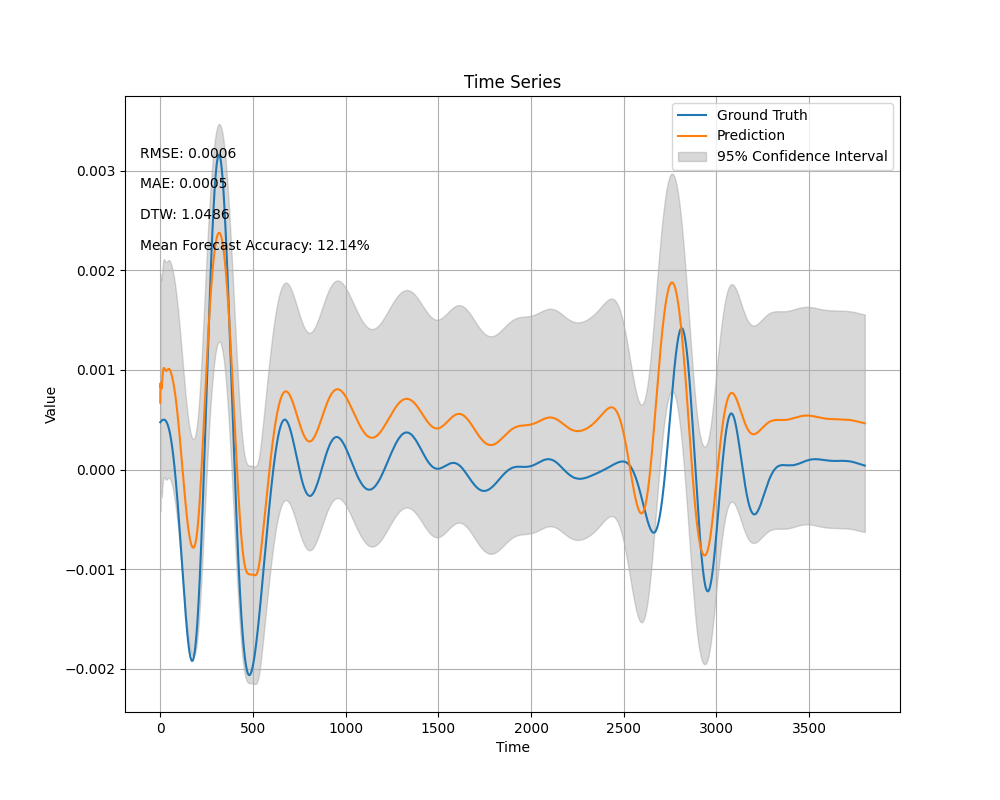 Time Series
Ground Truth
Prediction
95% Confidence Interval
RMSE: 0.0006
MAE: 0.0005
DTW: 1.0486
Mean Forecast Accuracy: 12.14%
Value
0.003
0.002
0.001
0.000
−0.001
−0.002
0 500 1000 1500 2000 2500 3000 3500
Time